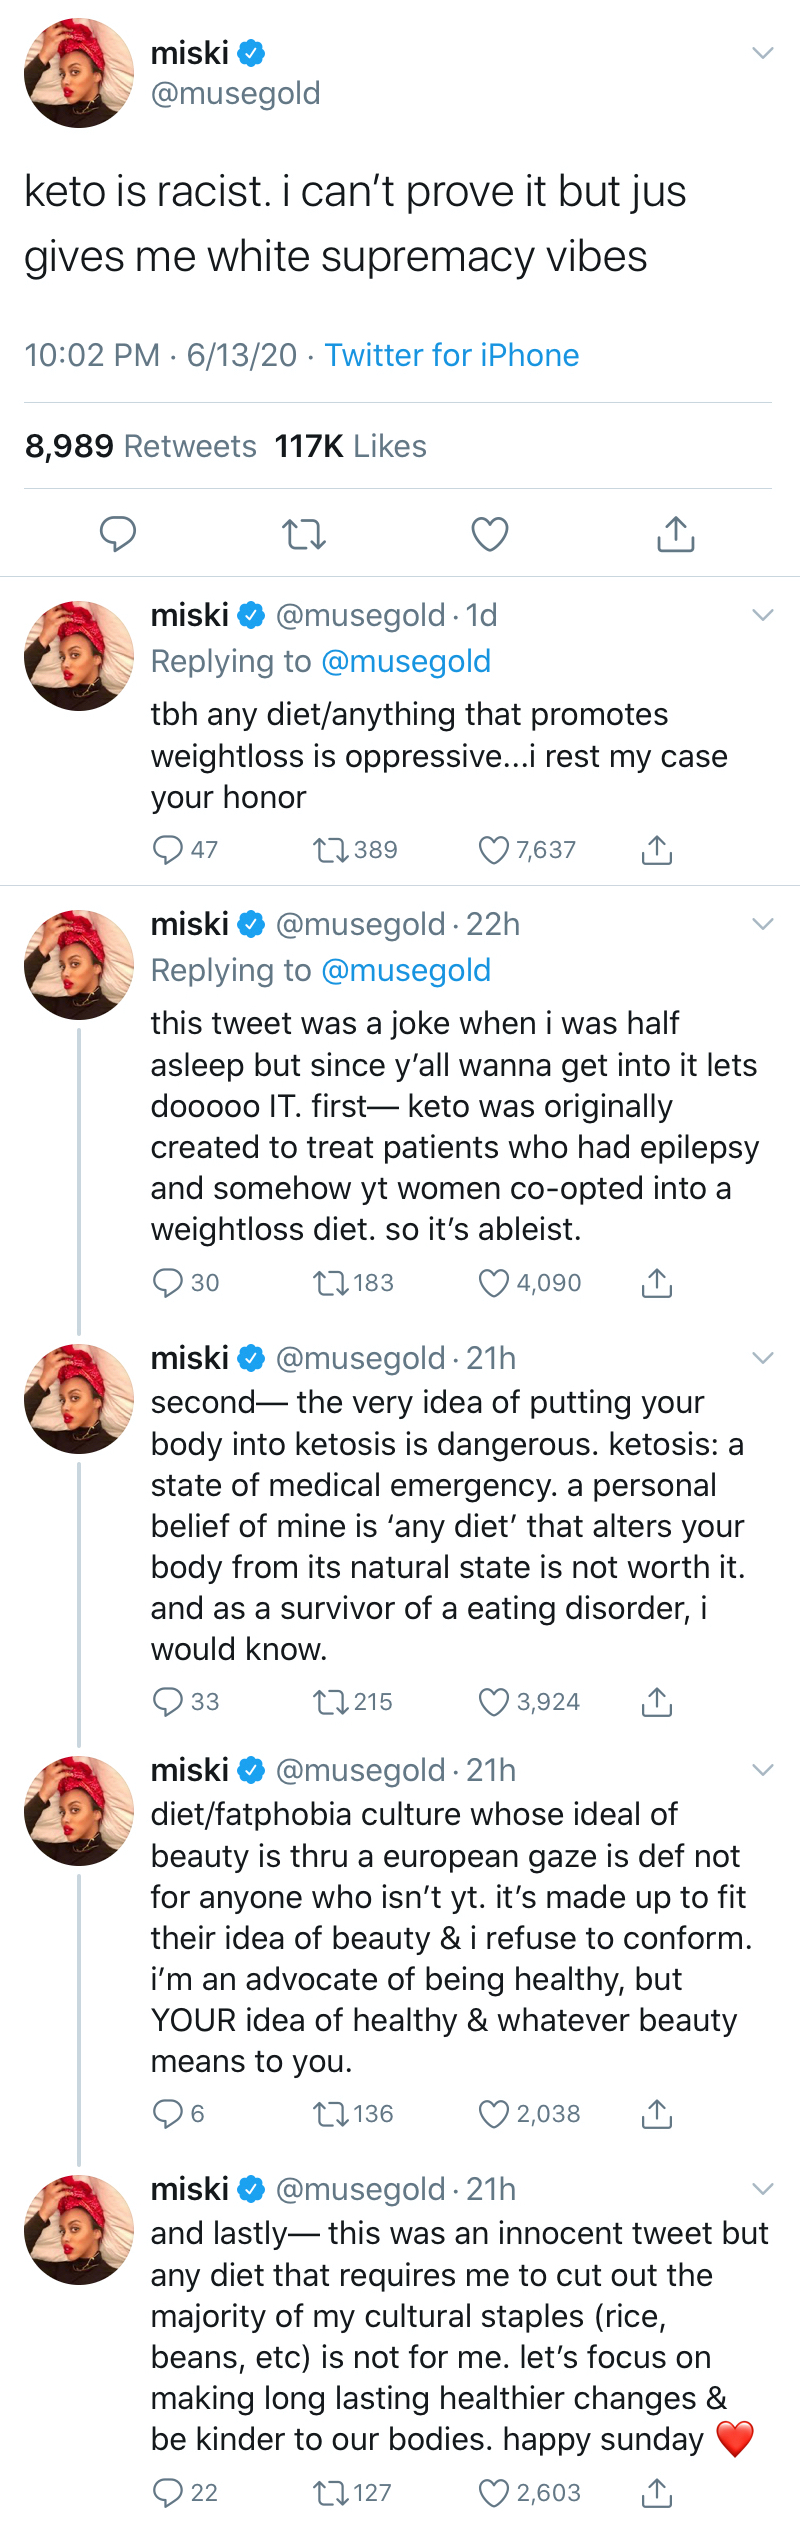 miski
@musegold
keto is racist. i can't prove it but jus
gives me white supremacy vibes
10:02 PM · 6/13/20 · Twitter for iPhone
8,989 Retweets 117K Likes
miski @musegold · 1d
Replying to @musegold
tbh any diet/anything that promotes
weightloss is oppressive...i rest my case
your honor
47 389 7,637
miski @musegold · 22h
Replying to @musegold
this tweet was a joke when i was half
asleep but since y'all wanna get into it lets
dooooo IT. first— keto was originally
created to treat patients who had epilepsy
and somehow yt women co-opted into a
weightloss diet. so it's ableist.
30 183 4,090
miski @musegold · 21h
second— the very idea of putting your
body into ketosis is dangerous. ketosis: a
state of medical emergency. a personal
belief of mine is 'any diet' that alters your
body from its natural state is not worth it.
and as a survivor of a eating disorder, i
would know.
33 215 3,924
miski @musegold · 21h
diet/fatphobia culture whose ideal of
beauty is thru a european gaze is def not
for anyone who isn't yt. it's made up to fit
their idea of beauty & i refuse to conform.
i'm an advocate of being healthy, but
YOUR idea of healthy & whatever beauty
means to you.
6 136 2,038
miski @musegold · 21h
and lastly— this was an innocent tweet but
any diet that requires me to cut out the
majority of my cultural staples (rice,
beans, etc) is not for me. let's focus on
making long lasting healthier changes &
be kinder to our bodies. happy sunday ❤️
22 127 2,603